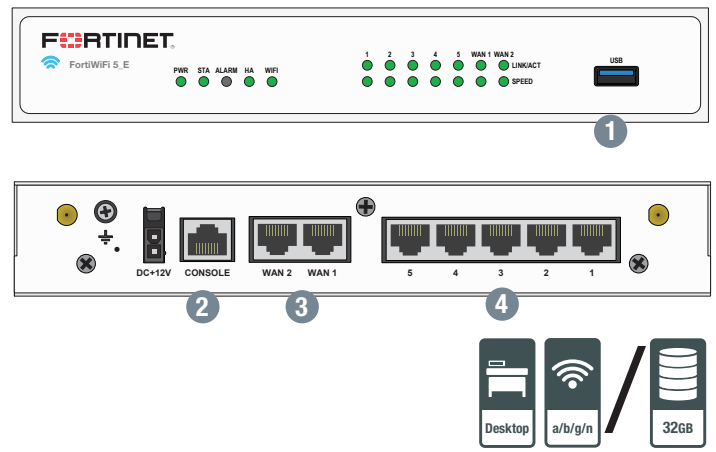 FORTINET®
FortiWiFi 5_E
PWR STA ALARM HA WIFI
1 2 3 4 5 WAN 1 WAN 2
LINK/ACT
SPEED
USB
1
DC+12V CONSOLE WAN 2 WAN 1 5 4 3 2 1
2 3 4
Desktop a/b/g/n / 32GB